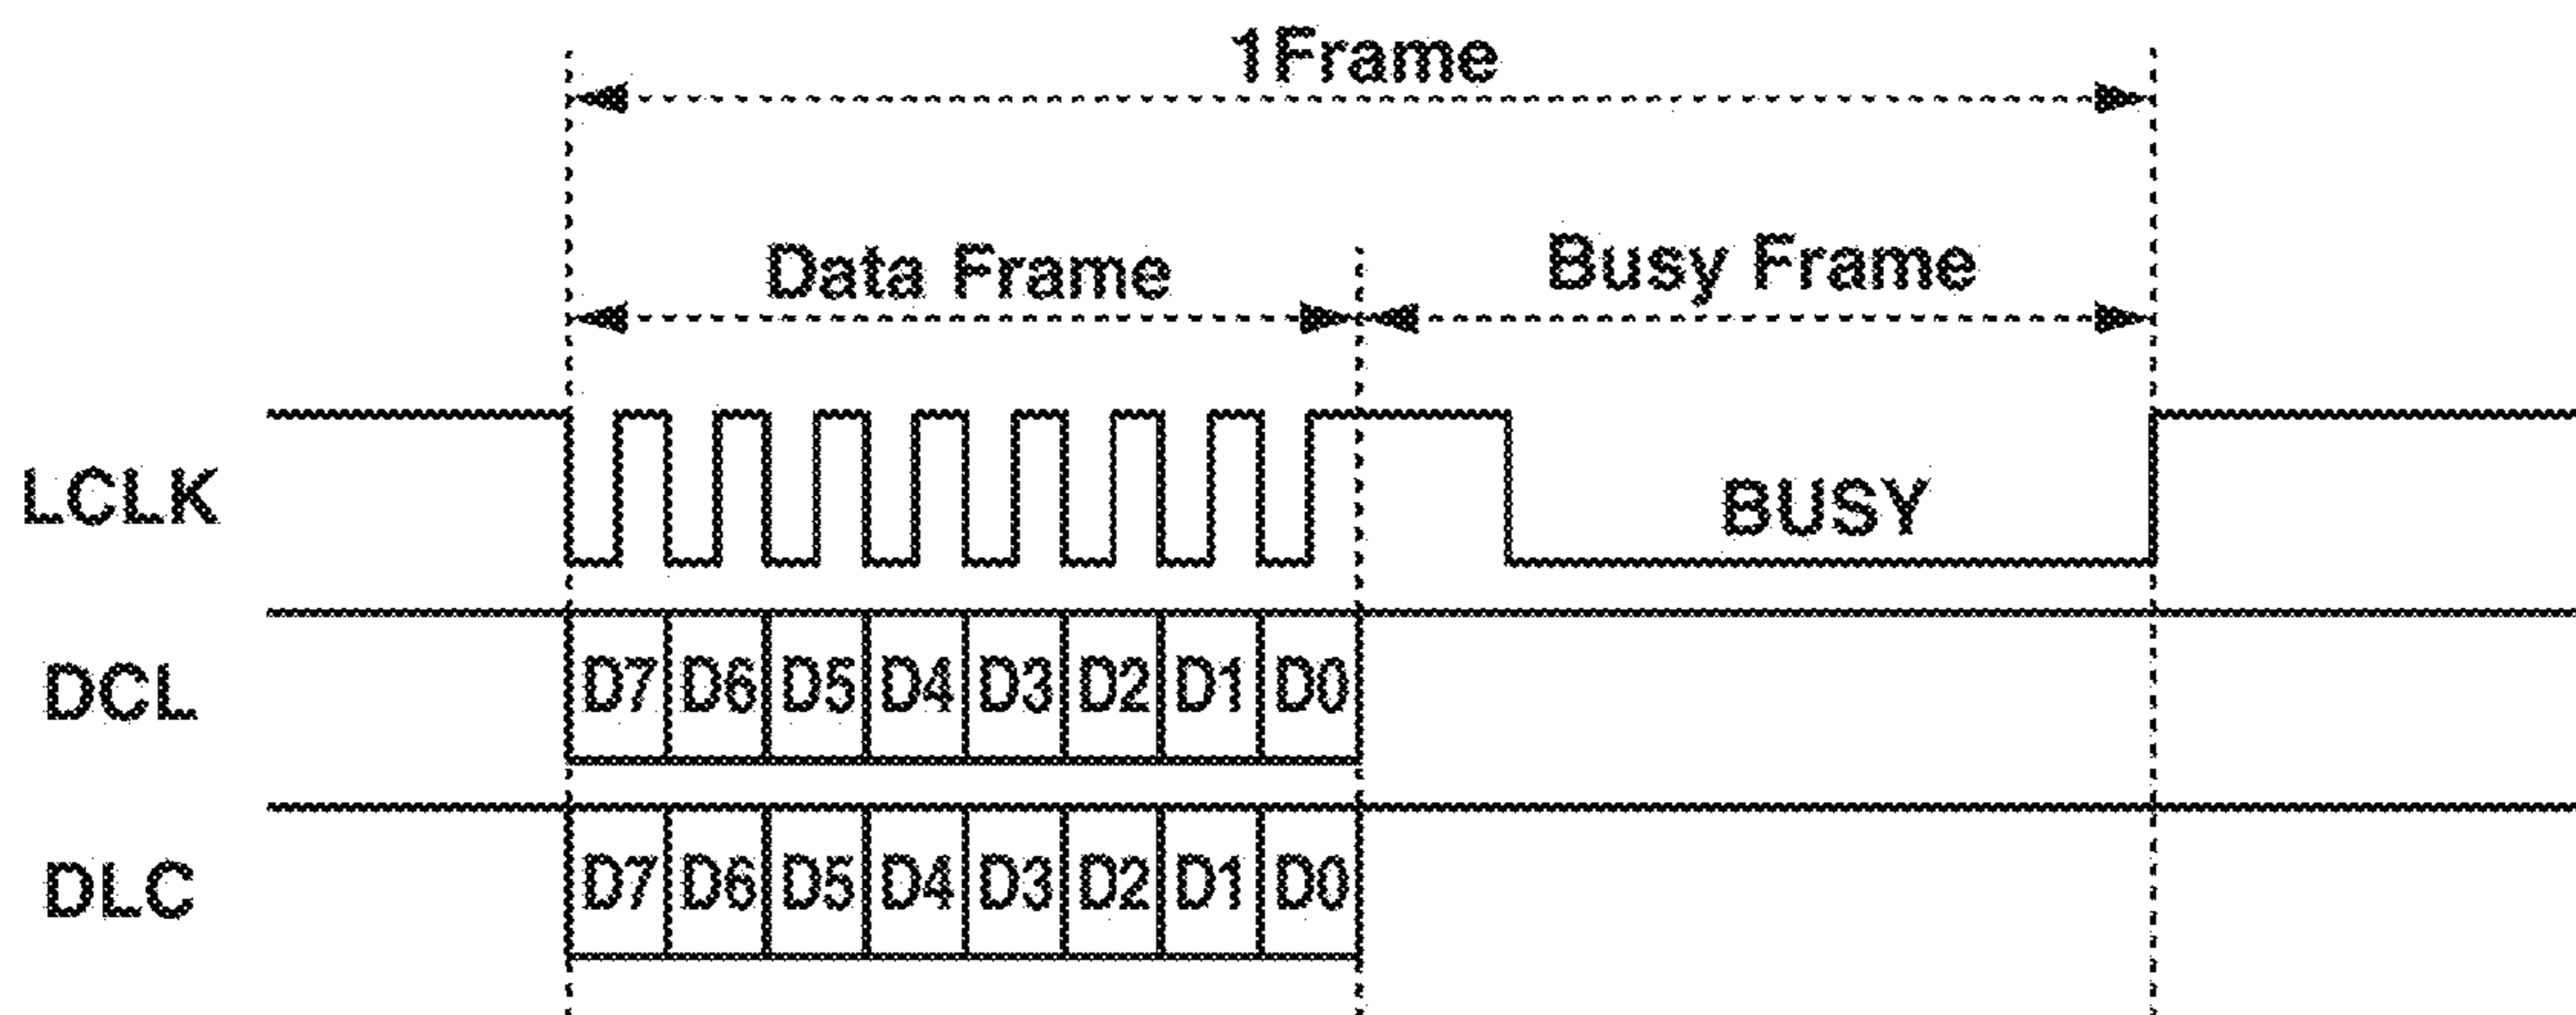 1Frame
Data Frame
Busy Frame
LCLK
BUSY
DCL
D7 D6 D5 D4 D3 D2 D1 D0
DLC
D7 D6 D5 D4 D3 D2 D1 D0